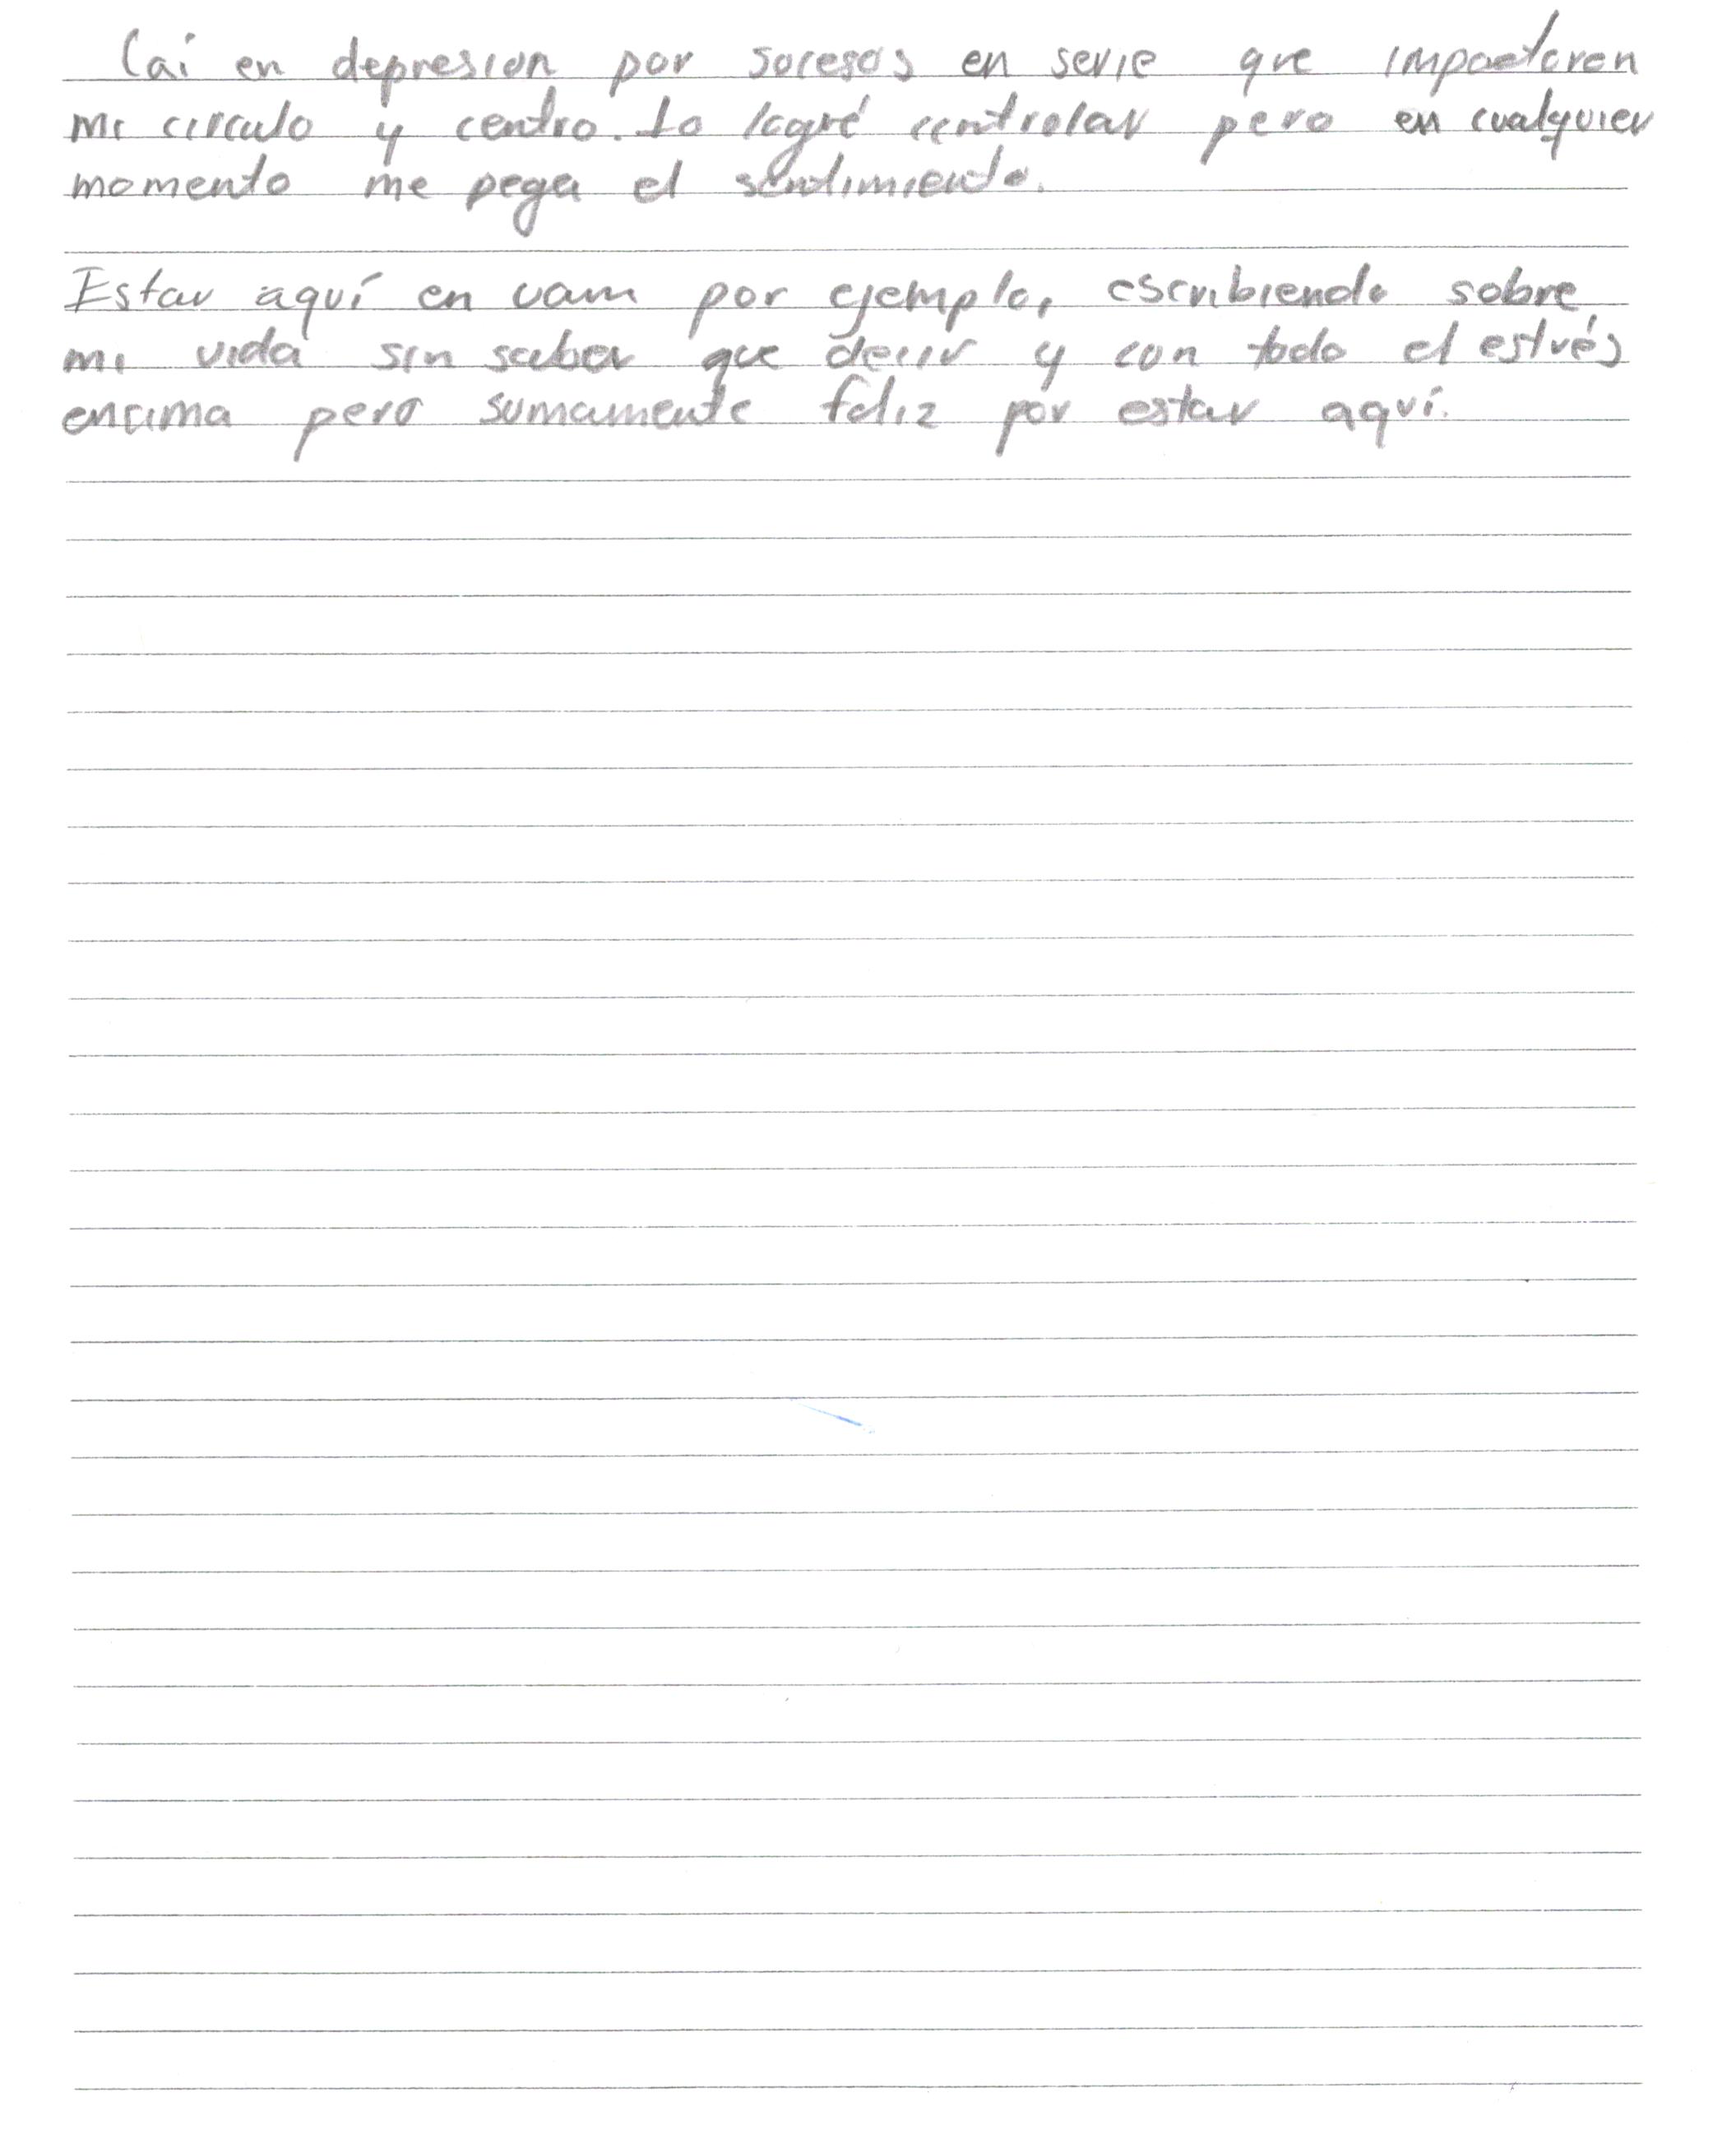 Cai en depresion por sucesos en serie que impactaron
mi circulo y centro. Lo logré controlar pero en cualquier
momento me pega el sentimiento.
Estar aquí en uam por ejemplo, escribiendo sobre
mi vida sin saber que decir y con todo el estrés
encima pero sumamente feliz por estar aquí.